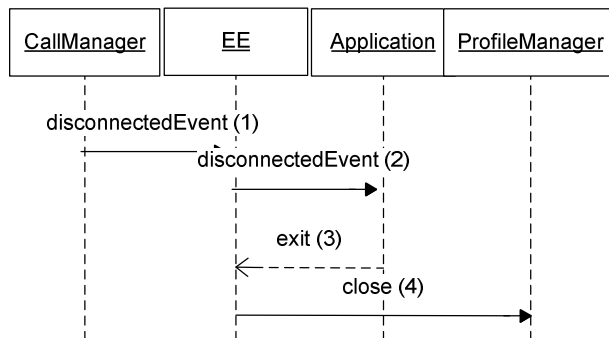 CallManager EE Application ProfileManager
disconnectedEvent (1)
disconnectedEvent (2)
exit (3)
close (4)